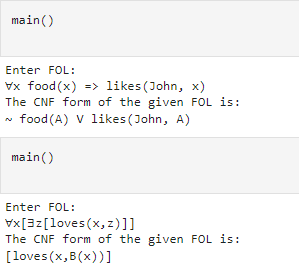 main()
Enter FOL:
∀x food(x) => likes(John, x)
The CNF form of the given FOL is:
~ food(A) V likes(John, A)
main()
Enter FOL:
∀x[∃z[loves(x,z)]]
The CNF form of the given FOL is:
[loves(x,B(x))]